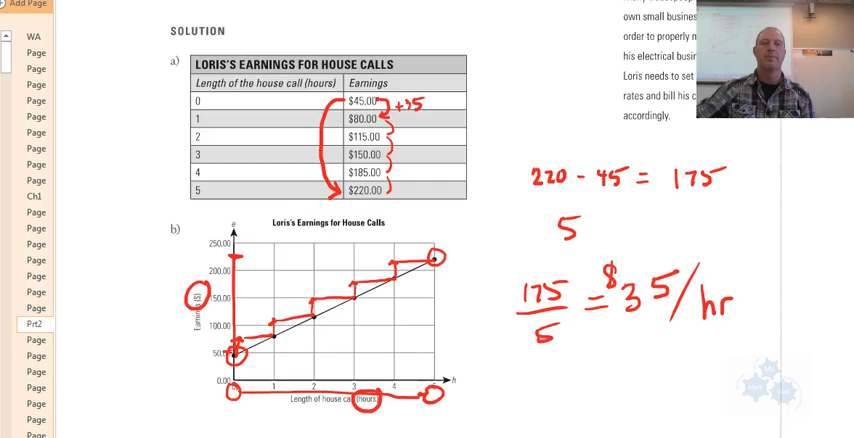 Add Page
WA
Page
Page
Page
Page
Page
Page
Page
Page
Page
Ch1
Page
Page
Page
Page
Page
Page
Page
Prt2
Page
Page
Page
Page
Page
Page
SOLUTION
a)
LORIS'S EARNINGS FOR HOUSE CALLS
Length of the house call (hours) Earnings
0 $45.00
1 $80.00
2 $115.00
3 $150.00
4 $185.00
5 $220.00
+35
b)
Loris's Earnings for House Calls
e
250.00
200.00
150.00
100.00
50.00
0.00
Earnings ($)
1 2 3 4
h
Length of house call (hours)
own small busines
order to properly m
his electrical busin
Loris needs to set
rates and bill his c
accordingly.
220 - 45 = 175
5
175
5
= $35/hr